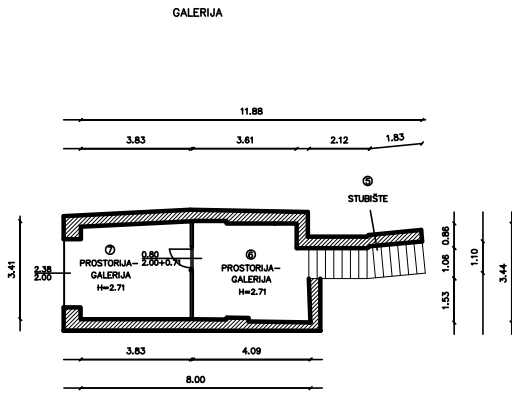 GALERIJA
11.88
3.83
3.61
2.12
1.83
5
STUBIŠTE
3.41
2.38
2.00
7
PROSTORIJA-
GALERIJA
H=2.71
0.80
2.00+0.71
6
PROSTORIJA-
GALERIJA
H=2.71
0.86
1.06
1.53
1.10
3.44
3.83
4.09
8.00